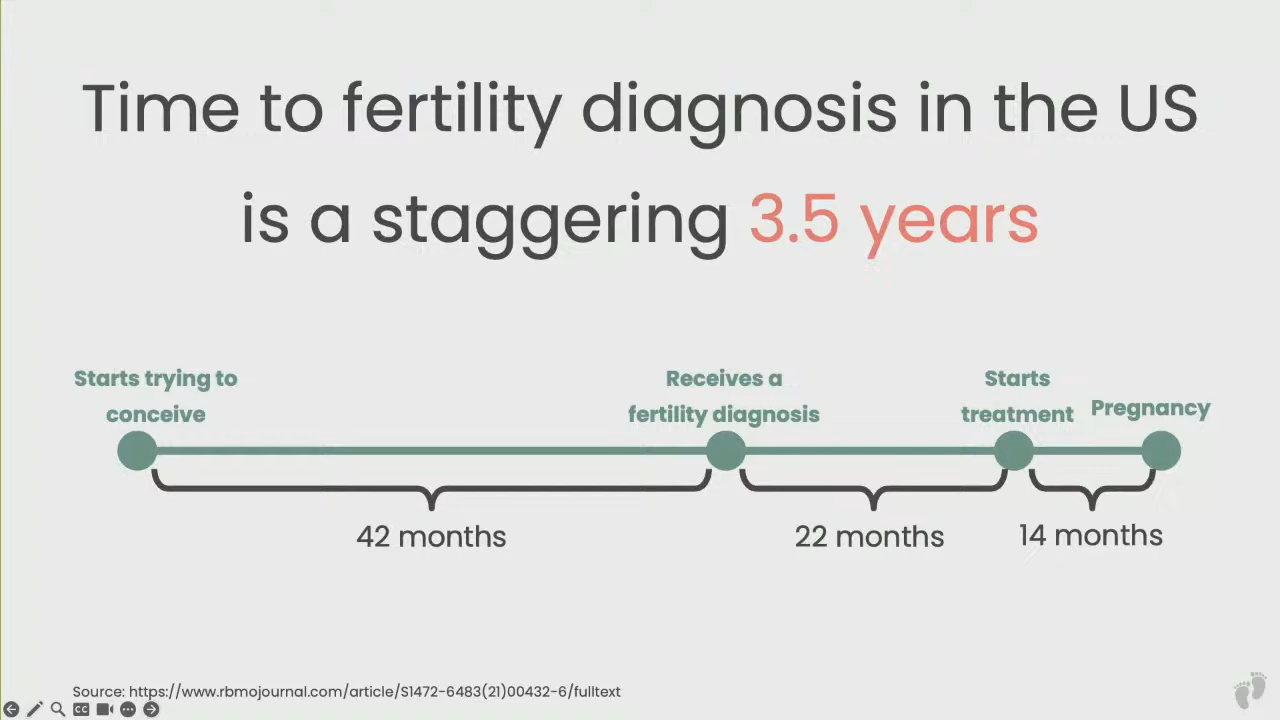 Time to fertility diagnosis in the US
is a staggering 3.5 years
Starts trying to
conceive
Receives a
fertility diagnosis
Starts
treatment
Pregnancy
42 months
22 months
14 months
Source: https://www.rbmojournal.com/article/S1472-6483(21)00432-6/fulltext
CC